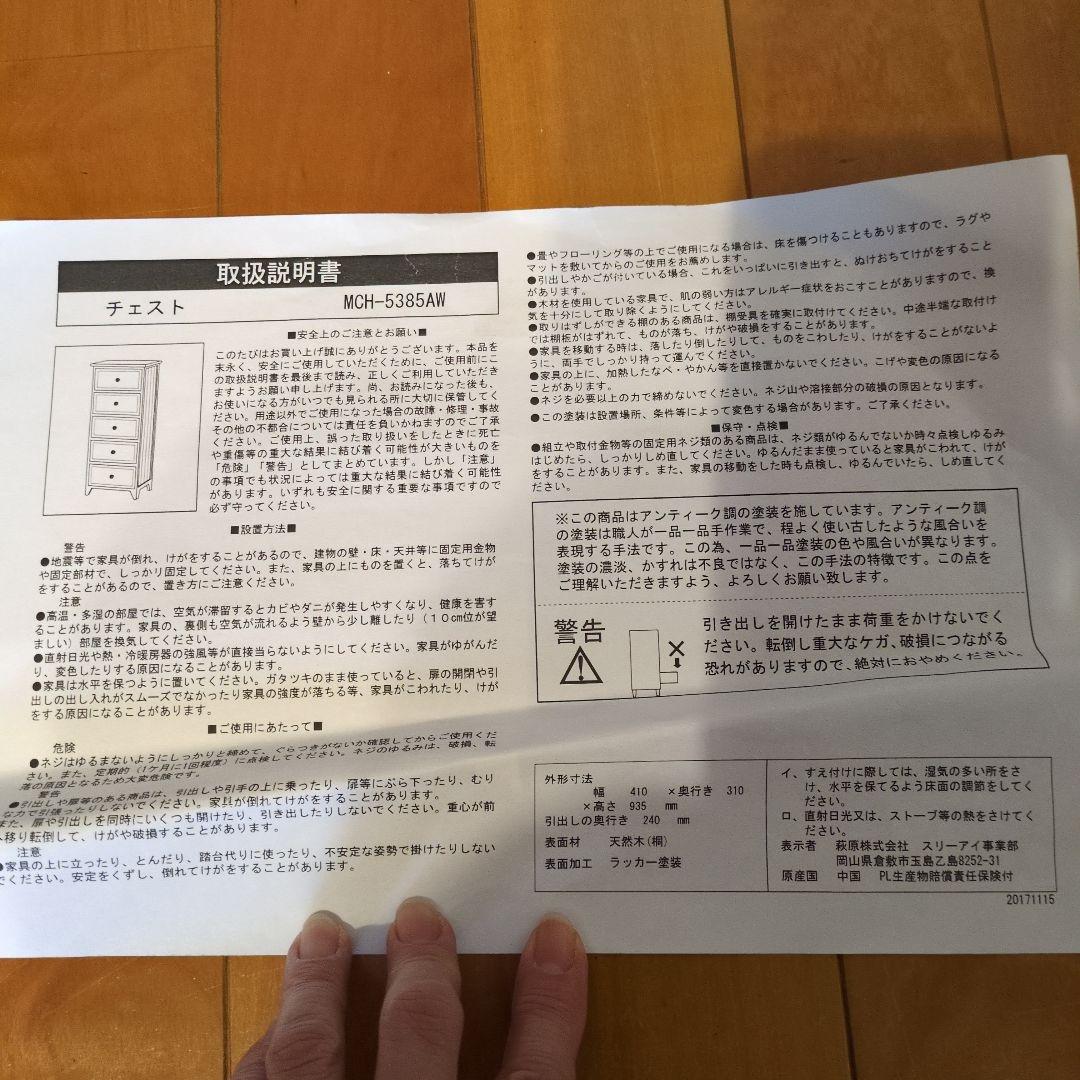 取扱説明書
チェスト MCH-5385AW
■安全上のご注意とお願い■
このたびはお買い上げ誠にありがとうございます。本品を
末永く、安全にご使用していただくために、ご使用前にこ
の取扱説明書を最後まで読み、正しくご利用していただき
ますようお願い申し上げます。尚、お読みになった後も、
お使いになる方がいつでも見られる所に大切に保管してく
ださい。用途以外でご使用になった場合の故障・修理・事故
その他の不都合については責任を負いかねますのでご了承
ください。ご使用上、誤った取り扱いをしたときに死亡
や重傷等の重大な結果に結び着く可能性が大きいものを
「危険」「警告」としてまとめています。しかし「注意」
の事項でも状況によっては重大な結果に結び着く可能性
があります。いずれも安全に関する重要な事項ですので
必ず守ってください。
■設置方法■
警告
●地震等で家具が倒れ、けがをすることがあるので、建物の壁・床・天井等に固定用金物
や固定部材で、しっかり固定してください。また、家具の上にものを置くと、落ちてけが
をすることがあるので、置き方にご注意ください。
注意
●高温・多湿の部屋では、空気が滞留するとカビやダニが発生しやすくなり、健康を害す
ることがあります。家具の、裏側も空気が流れるよう壁から少し離したり（１０㎝位が望
ましい）部屋を換気してください。
●直射日光や熱・冷暖房器の強風等が直接当らないようにしてください。家具がゆがんだ
り、変色したりする原因になることがあります。
●家具は水平を保つように置いてください。ガタツキのまま使っていると、扉の開閉や引
出しの出し入れがスムーズでなかったり家具の強度が落ちる等、家具がこわれたり、けが
をする原因になることがあります。
■ご使用にあたって■
危険
●ネジはゆるまないようにしっかりと締めて、ぐらつきがないか確認してからご使用くだ
さい。また、定期的（1ケ月に1回程度）に点検してください。ネジのゆるみは、破損、転
落の原因となるため大変危険です。
警告
●引出しや扉等のある商品は、引出しや引手の上に乗ったり、扉等にぶら下ったり、むり
な力で引張ったりしないでください。家具が倒れてけがをすることがあります。
また、扉や引出しを同時にいくつも開けたり、引き出したりしないでください。重心が前
へ移り転倒して、けがや破損することがあります。
注意
●家具の上に立ったり、とんだり、踏台代りに使ったり、不安定な姿勢で掛けたりしない
でください。安定をくずし、倒れてけがをすることがあります。
●畳やフローリング等の上でご使用になる場合は、床を傷つけることもありますので、ラグや
マットを敷いてからのご使用をお薦めします。
●引出しやかごが付いている場合、これをいっぱいに引き出すと、ぬけおちてけがをすること
があります。
●木材を使用している家具で、肌の弱い方はアレルギー症状をおこすことがありますので、換
気を十分にして取り除くようにしてください。
●取りはずしができる棚のある商品は、棚受具を確実に取付けてください。中途半端な取付け
では棚板がはずれて、ものが落ち、けがや破損をすることがあります。
●家具を移動する時は、落したり倒したりして、ものをこわしたり、けがをすることがないよ
うに、両手でしっかり持って運んでください。
●家具の上に、加熱したなべ・やかん等を直接置かないでください。こげや変色の原因になる
ことがあります。
●ネジを必要以上の力で締めないでください。ネジ山や溶接部分の破損の原因となります。
●この塗装は設置場所、条件等によって変色する場合があります。ご了承ください。
■保守・点検■
●組立や取付金物等の固定用ネジ類のある商品は、ネジ類がゆるんでないか時々点検しゆるみ
はじめたら、しっかりしめ直してください。ゆるんだまま使っていると家具がこわれて、けが
をすることがあります。また、家具の移動をした時も点検し、ゆるんでいたら、しめ直してく
ださい。
※この商品はアンティーク調の塗装を施しています。アンティーク調
の塗装は職人が一品一品手作業で、程よく使い古したような風合いを
表現する手法です。この為、一品一品塗装の色や風合いが異なります。
塗装の濃淡、かすれは不良ではなく、この手法の特徴です。この点を
ご理解いただきますよう、よろしくお願い致します。
警告
引き出しを開けたまま荷重をかけないでく
ださい。転倒し重大なケガ、破損につながる
恐れがありますので、絶対におやめください。
外形寸法
幅 410 ×奥行き 310
×高さ 935 mm
引出しの奥行き 240 mm
表面材 天然木(桐)
表面加工 ラッカー塗装
イ、すえ付けに際しては、湿気の多い所をさ
け、水平を保てるよう床面の調節をしてく
ださい。
ロ、直射日光又は、ストーブ等の熱をさけてく
ださい。
表示者 萩原株式会社 スリーアイ事業部
岡山県倉敷市玉島乙島8252-31
原産国 中国 PL生産物賠償責任保険付
20171115